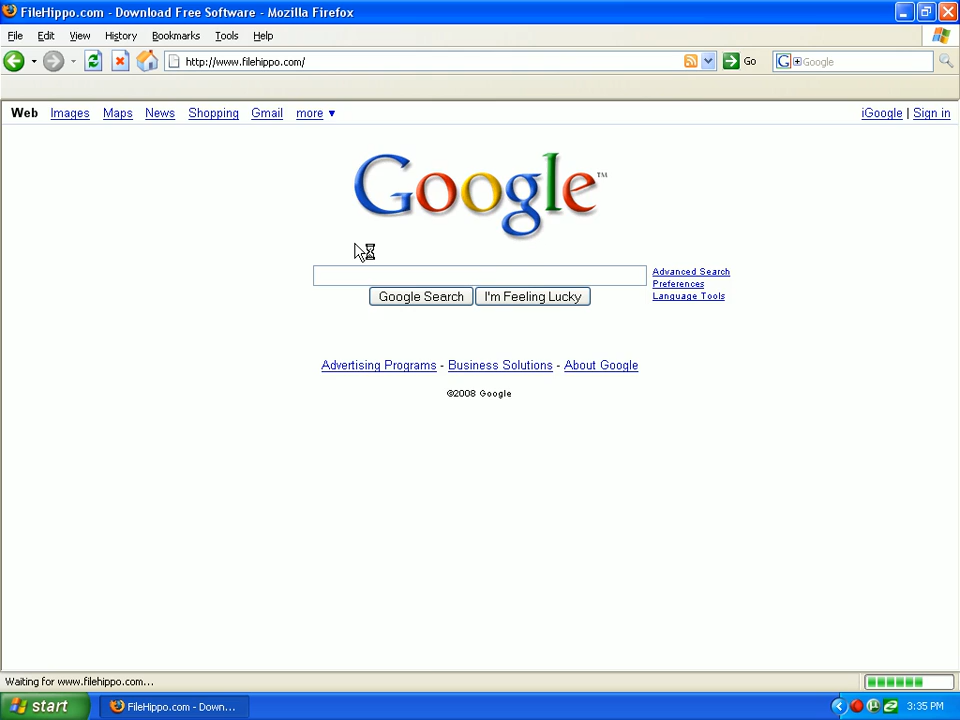 FileHippo.com - Download Free Software - Mozilla Firefox
File Edit View History Bookmarks Tools Help
http://www.filehippo.com/ Go Google
Web Images Maps News Shopping Gmail more ▼ iGoogle | Sign in
Google™
Advanced Search
Preferences
Language Tools
Google Search I'm Feeling Lucky
Advertising Programs - Business Solutions - About Google
©2008 Google
Waiting for www.filehippo.com...
start FileHippo.com - Down... 3:35 PM